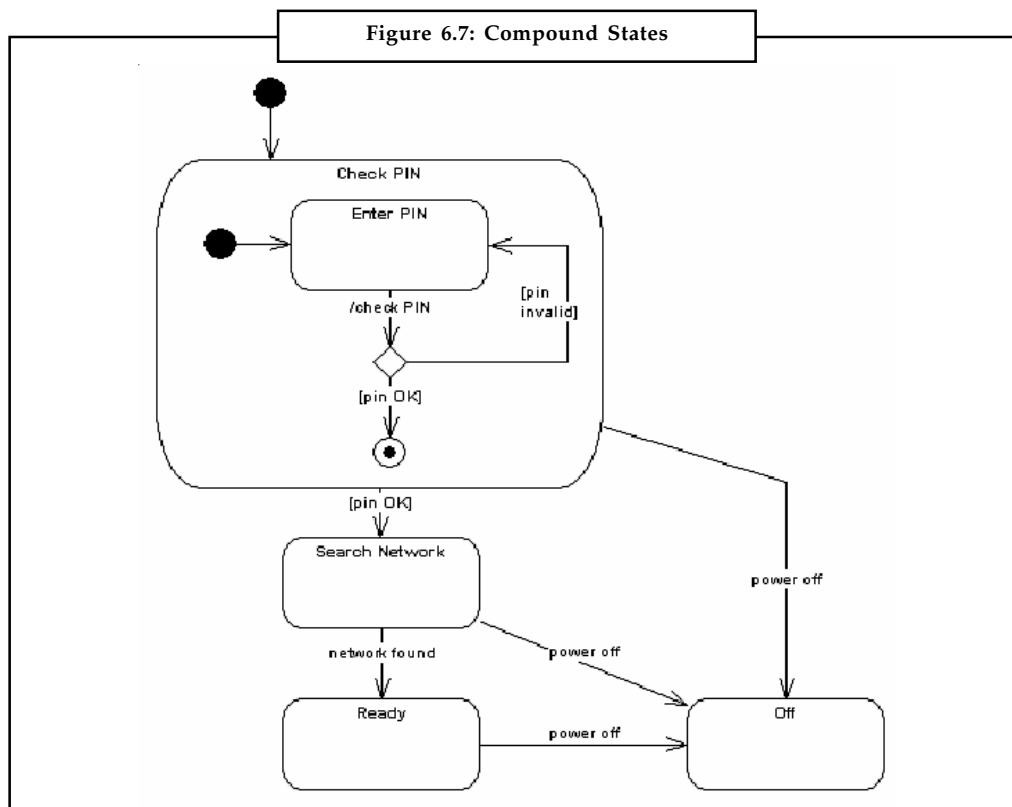 Figure 6.7: Compound States
Check PIN
Enter PIN
/check PIN
[pin
invalid]
[pin OK]
[pin OK]
Search Network
power off
network found
power off
Ready
Off
power off